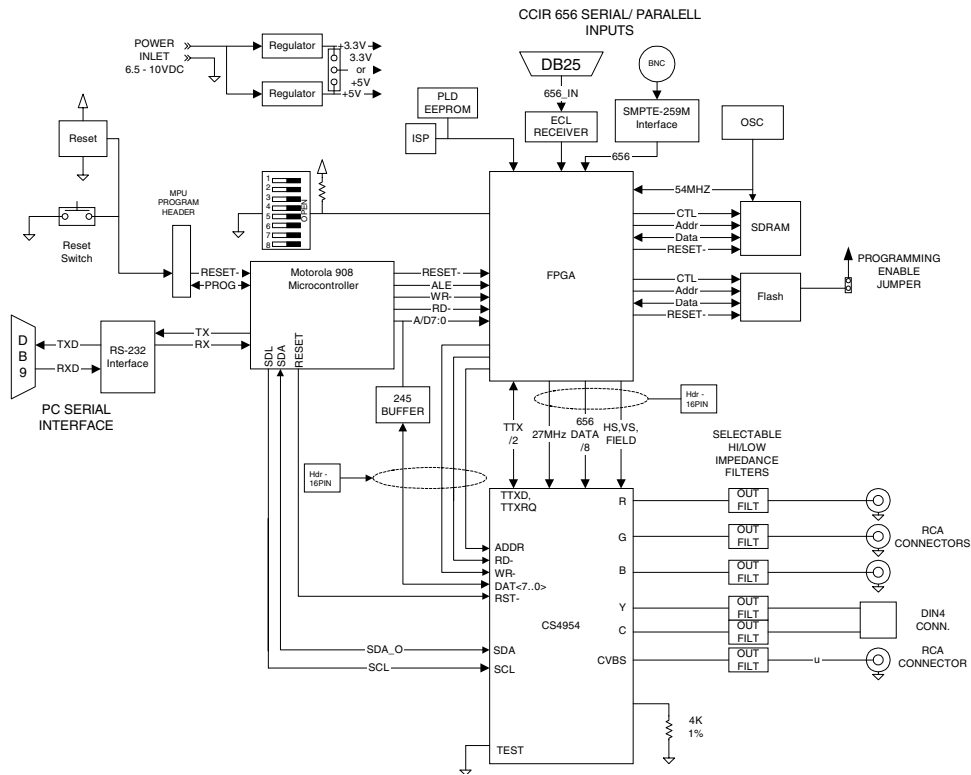 CCIR 656 SERIAL/ PARALELL
INPUTS
POWER
INLET
6.5 - 10VDC
Regulator
+3.3V
3.3V
or
+5V
Regulator
+5V
DB25
BNC
656_IN
PLD
EEPROM
ISP
ECL
RECEIVER
SMPTE-259M
Interface
OSC
656
Reset
Reset
Switch
MPU
PROGRAM
HEADER
1
2
3
4
5
6
7
8
OPEN
54MHZ
CTL
Addr
Data
RESET-
SDRAM
FPGA
CTL
Addr
Data
RESET-
Flash
PROGRAMMING
ENABLE
JUMPER
RESET-
PROG
Motorola 908
Microcontroller
RESET-
ALE
WR-
RD-
A/D7:0
SDL
SDA
RESET
DB9
TXD
RXD
RS-232
Interface
TX
RX
PC SERIAL
INTERFACE
245
BUFFER
Hdr -
16PIN
TTX
/2
27MHz
656
DATA
/8
HS,VS,
FIELD
Hdr -
16PIN
SELECTABLE
HI/LOW
IMPEDANCE
FILTERS
TTXD,
TTXRQ
ADDR
RD-
WR-
DAT<7..0>
RST-
SDA_O
SDA
SCL
SCL
CS4954
TEST
R
OUT
FILT
G
OUT
FILT
RCA
CONNECTORS
B
OUT
FILT
Y
OUT
FILT
C
OUT
FILT
DIN4
CONN.
CVBS
OUT
FILT
u
RCA
CONNECTOR
4K
1%